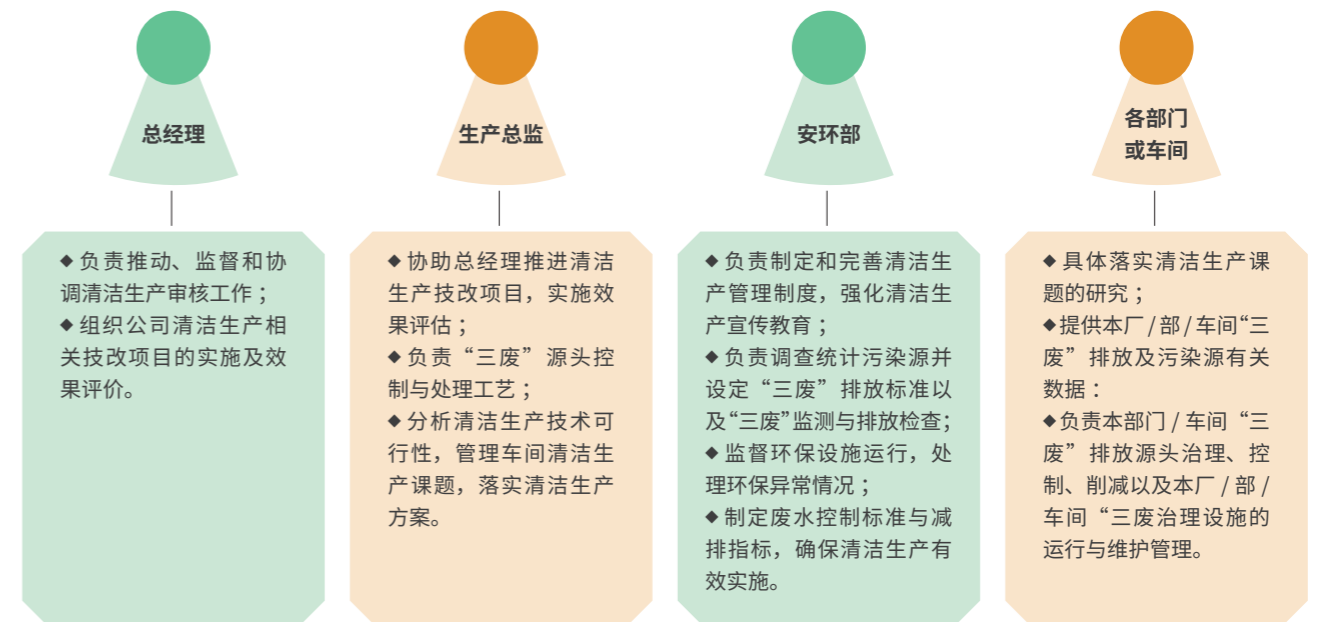 总经理
◆ 负责推动、监督和协
调清洁生产审核工作；
◆ 组织公司清洁生产相
关技改项目的实施及效
果评价。
生产总监
◆ 协助总经理推进清洁
生产技改项目，实施效
果评估；
◆ 负责“三废”源头控
制与处理工艺；
◆ 分析清洁生产技术可
行性，管理车间清洁生
产课题，落实清洁生产
方案。
安环部
◆ 负责制定和完善清洁生
产管理制度，强化清洁生
产宣传教育；
◆ 负责调查统计污染源并
设定“三废”排放标准以
及“三废”监测与排放检查；
◆ 监督环保设施运行，处
理环保异常情况；
◆ 制定废水控制标准与减
排指标，确保清洁生产有
效实施。
各部门
或车间
◆ 具体落实清洁生产课
题的研究；
◆提供本厂 / 部 / 车间“三
废”排放及污染源有关
数据：
◆负责本部门 / 车间“三
废”排放源头治理、控
制、削减以及本厂 / 部 /
车间“三废治理设施的
运行与维护管理。